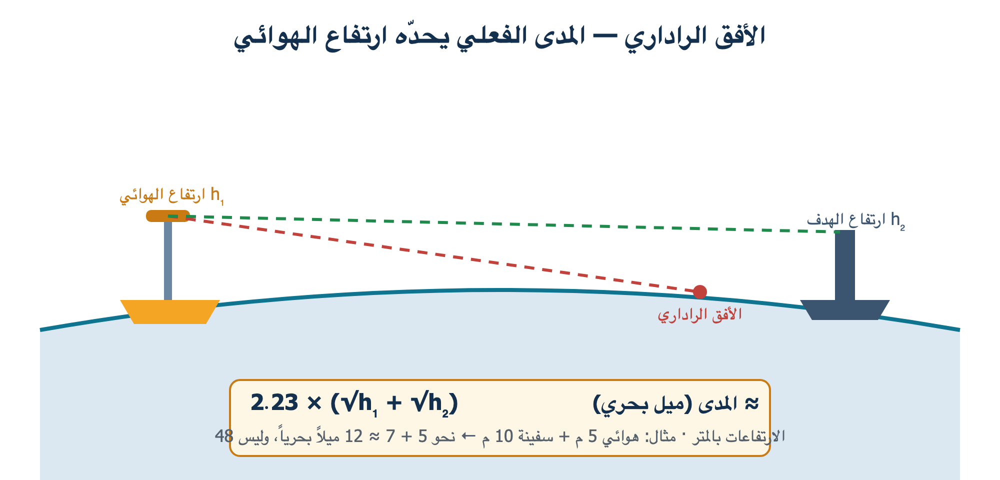 الأفق الراداري — المدى الفعلي يحدّه ارتفاع الهوائي
h₁ ارتفاع الهوائي
h₂ ارتفاع الهدف
الأفق الراداري
≈ المدى (ميل بحري)
2.23 × (√h₁ + √h₂)
الارتفاعات بالمتر · مثال: هوائي 5 م + سفينة 10 م ← نحو 5 + 7 ≈ 12 ميلاً بحرياً، وليس 48